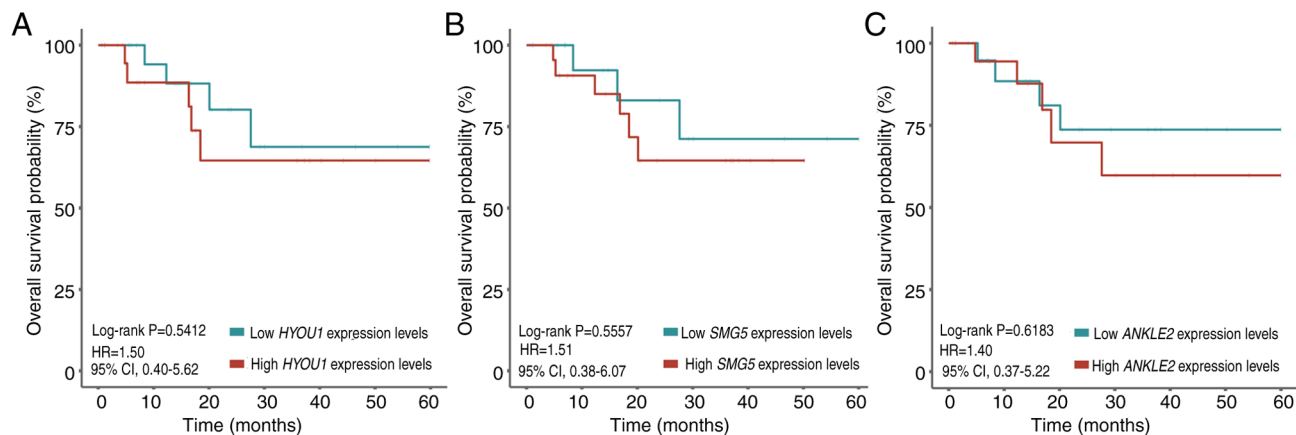 A
Overall survival probability (%)
100
75
50
25
0
Log-rank P=0.5412
HR=1.50
95% CI, 0.40-5.62
Low HYOU1 expression levels
High HYOU1 expression levels
0 10 20 30 40 50 60
Time (months)
B
Overall survival probability (%)
100
75
50
25
0
Log-rank P=0.5557
HR=1.51
95% CI, 0.38-6.07
Low SMG5 expression levels
High SMG5 expression levels
0 10 20 30 40 50 60
Time (months)
C
Overall survival probability (%)
100
75
50
25
0
Log-rank P=0.6183
HR=1.40
95% CI, 0.37-5.22
Low ANKLE2 expression levels
High ANKLE2 expression levels
0 10 20 30 40 50 60
Time (months)